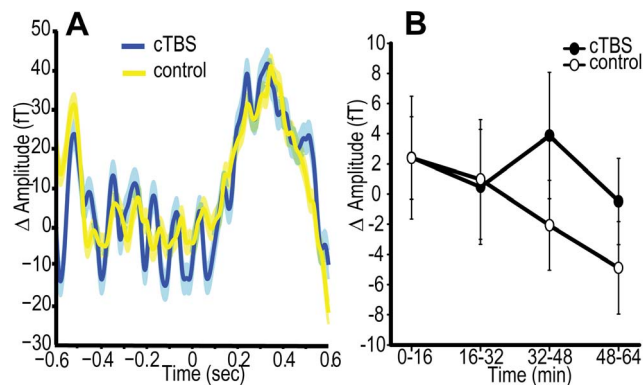 A
cTBS
control
Δ Amplitude (fT)
50
40
30
20
10
0
−10
−20
−30
−0.6 −0.4 −0.2 0 0.2 0.4 0.6
Time (sec)
B
cTBS
control
Δ Amplitude (fT)
10
8
6
4
2
0
-2
-4
-6
-8
-10
0-16 16-32 32-48 48-64
Time (min)